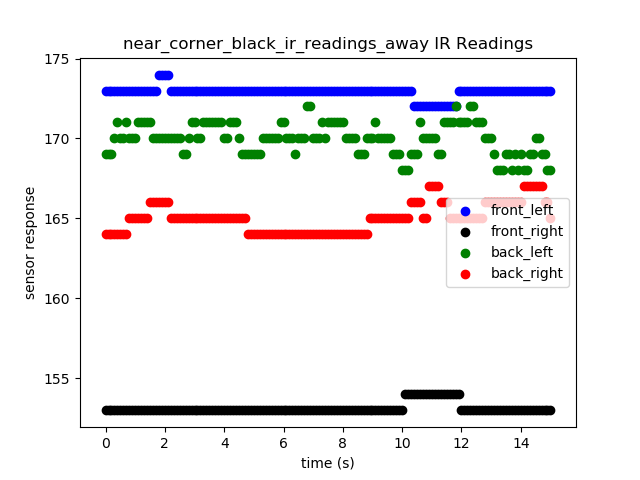 near_corner_black_ir_readings_away IR Readings
175
170
165
160
155
sensor response
front_left
front_right
back_left
back_right
0
2
4
6
8
10
12
14
time (s)